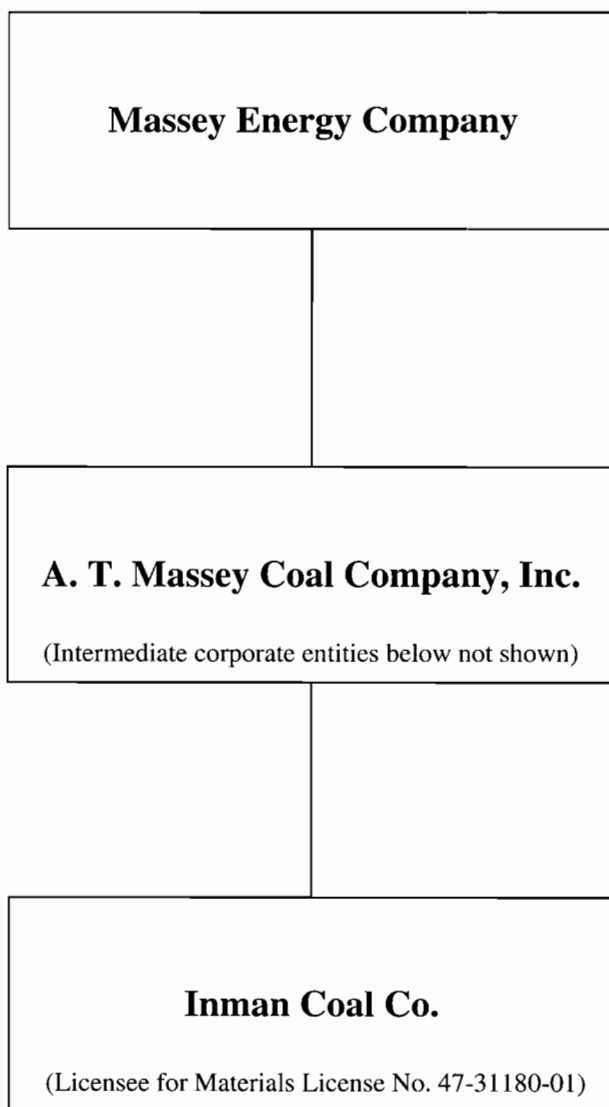 Massey Energy Company
A. T. Massey Coal Company, Inc.
(Intermediate corporate entities below not shown)
Inman Coal Co.
(Licensee for Materials License No. 47-31180-01)